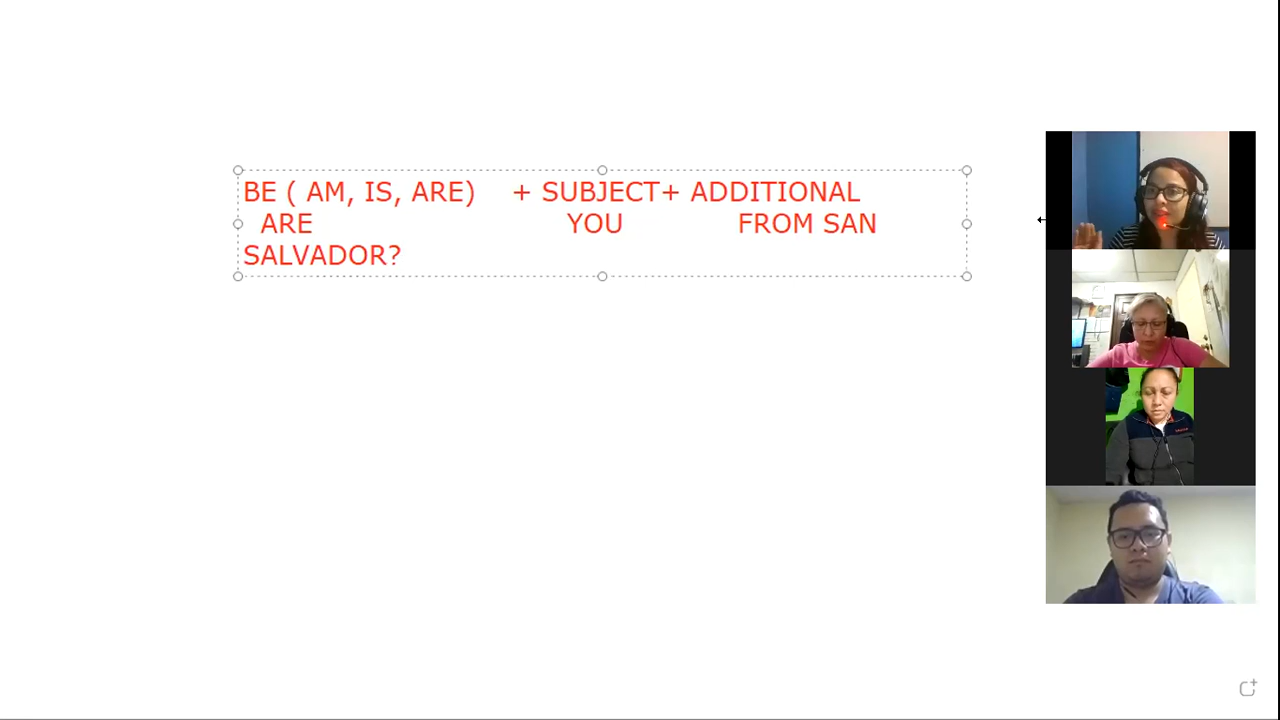 BE ( AM, IS, ARE) + SUBJECT+ ADDITIONAL
ARE YOU FROM SAN
SALVADOR?